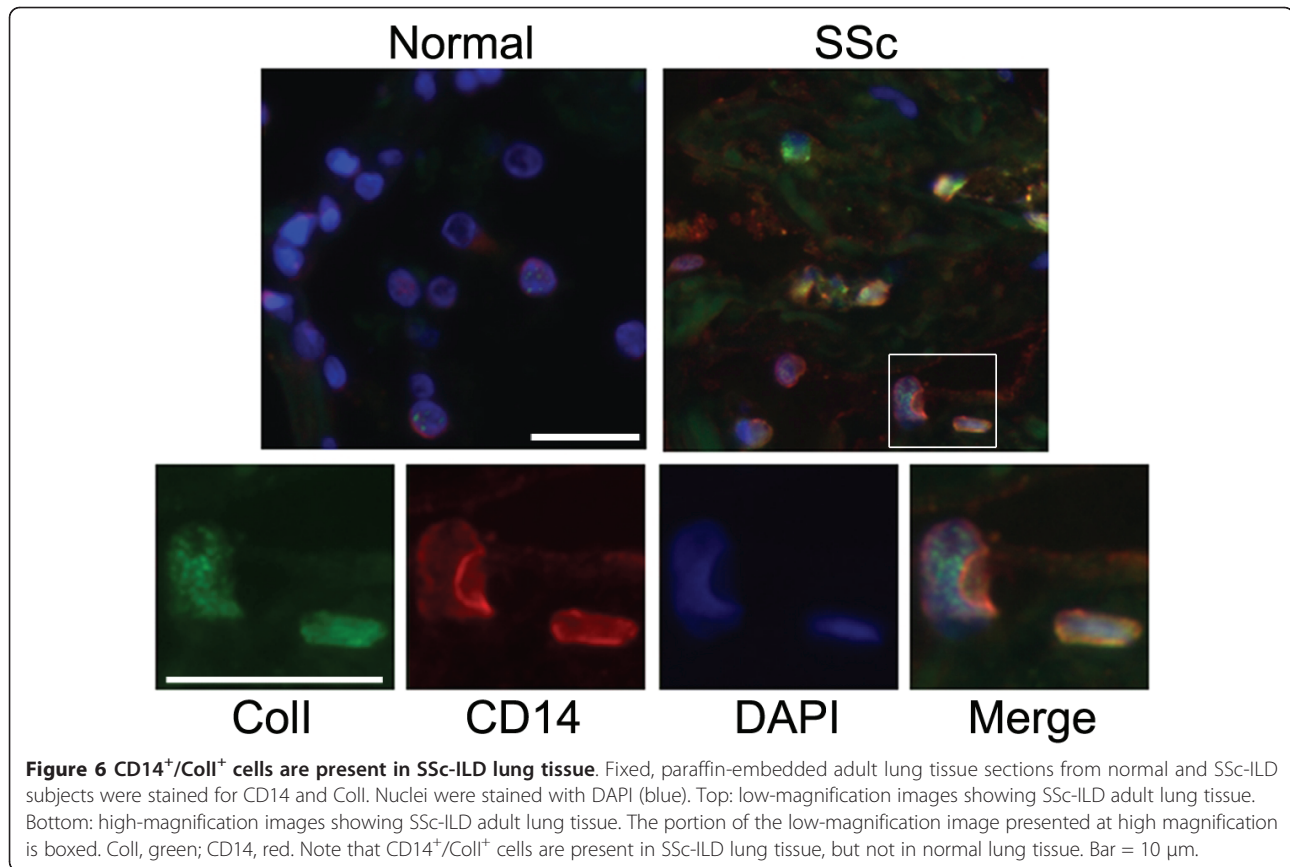 Normal
SSc
ColI
CD14
DAPI
Merge
Figure 6 CD14⁺/ColI⁺ cells are present in SSc-ILD lung tissue. Fixed, paraffin-embedded adult lung tissue sections from normal and SSc-ILD
subjects were stained for CD14 and ColI. Nuclei were stained with DAPI (blue). Top: low-magnification images showing SSc-ILD adult lung tissue.
Bottom: high-magnification images showing SSc-ILD adult lung tissue. The portion of the low-magnification image presented at high magnification
is boxed. ColI, green; CD14, red. Note that CD14⁺/ColI⁺ cells are present in SSc-ILD lung tissue, but not in normal lung tissue. Bar = 10 μm.